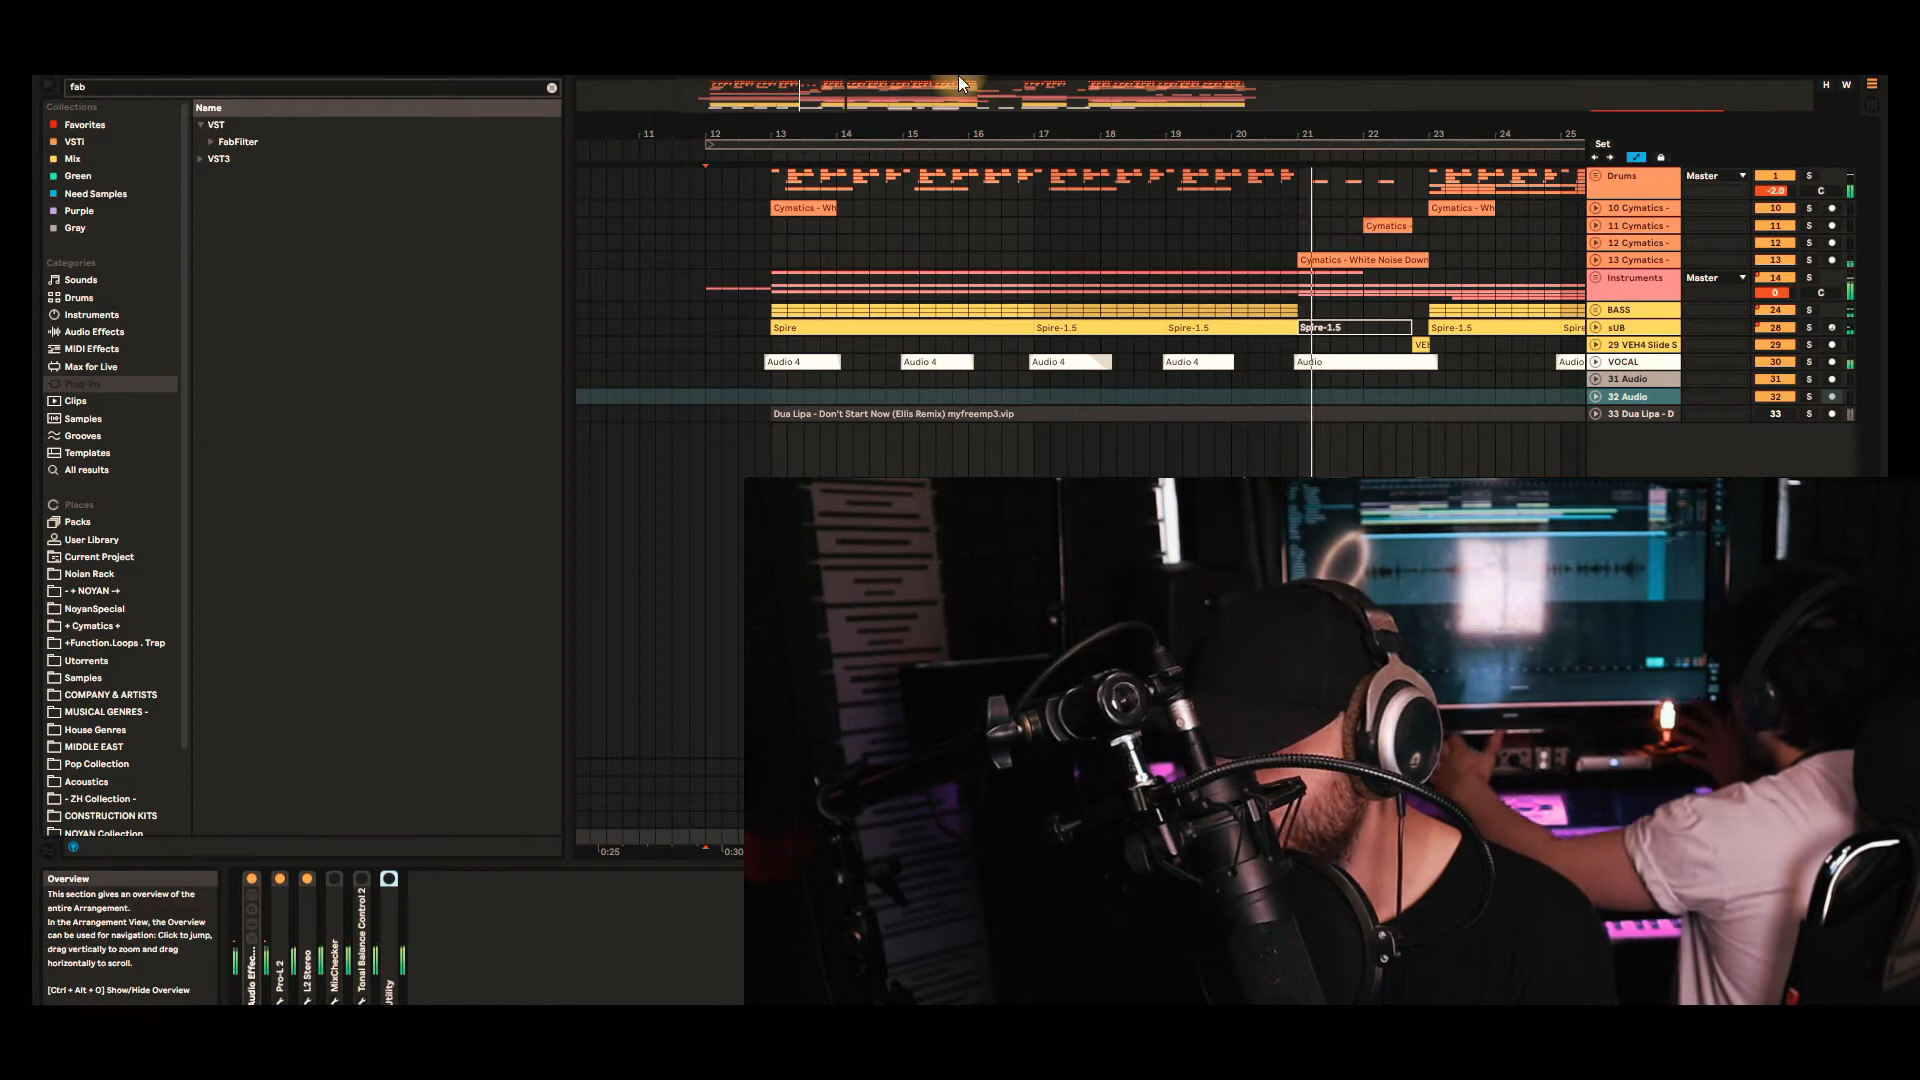 fab
H W
Collections
Favorites
VSTi
Mix
Green
Need Samples
Purple
Gray
Categories
Sounds
Drums
Instruments
Audio Effects
MIDI Effects
Max for Live
Plug-Ins
Clips
Samples
Grooves
Templates
All results
Places
Packs
User Library
Current Project
Noian Rack
- + NOYAN -+
NoyanSpecial
+ Cymatics +
+Function.Loops . Trap
Utorrents
Samples
COMPANY & ARTISTS
MUSICAL GENRES -
House Genres
MIDDLE EAST
Pop Collection
Acoustics
- ZH Collection -
CONSTRUCTION KITS
NOYAN Collection
Name
VST
FabFilter
VST3
11 12 13 14 15 16 17 18 19 20 21 22 23 24 25
Set
Drums Master 1 S
-2.0 C
Cymatics - Wh Cymatics - Wh 10 Cymatics - 10 S
Cymatics - 11 Cymatics - 11 S
12 Cymatics - 12 S
Cymatics - White Noise Down 13 Cymatics - 13 S
Instruments Master 14 S
0 C
BASS 24 S
Spire Spire-1.5 Spire-1.5 Spire-1.5 Spire-1.5 Spire sUB 28 S
VEH 29 VEH4 Slide S 29 S
Audio 4 Audio 4 Audio 4 Audio 4 Audio Audio VOCAL 30 S
31 Audio 31 S
32 Audio 32 S
Dua Lipa - Don't Start Now (Ellis Remix) myfreemp3.vip 33 Dua Lipa - D 33 S
0:25 0:30
Overview
This section gives an overview of the
entire Arrangement.
In the Arrangement View, the Overview
can be used for navigation: Click to jump,
drag vertically to zoom and drag
horizontally to scroll.
[Ctrl + Alt + O] Show/Hide Overview
Audio Effec...
Pro-L 2
L2 Stereo
MixChecker
Tonal Balance Control 2
Utility